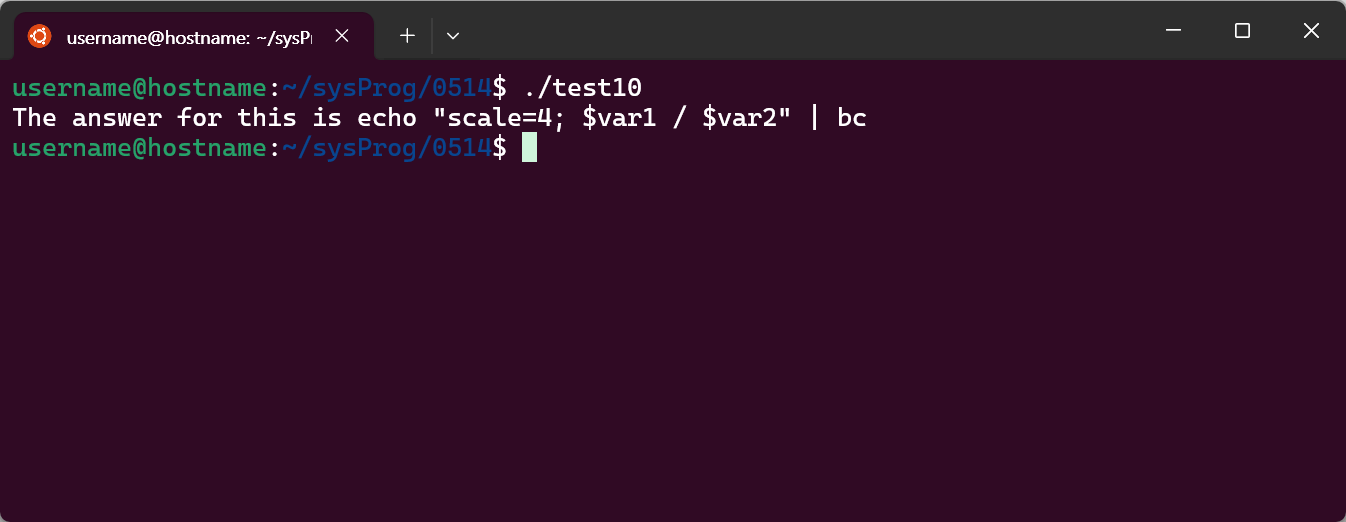 username@hostname: ~/sysPr
username@hostname:~/sysProg/0514$ ./test10
The answer for this is echo "scale=4; $var1 / $var2" | bc
username@hostname:~/sysProg/0514$